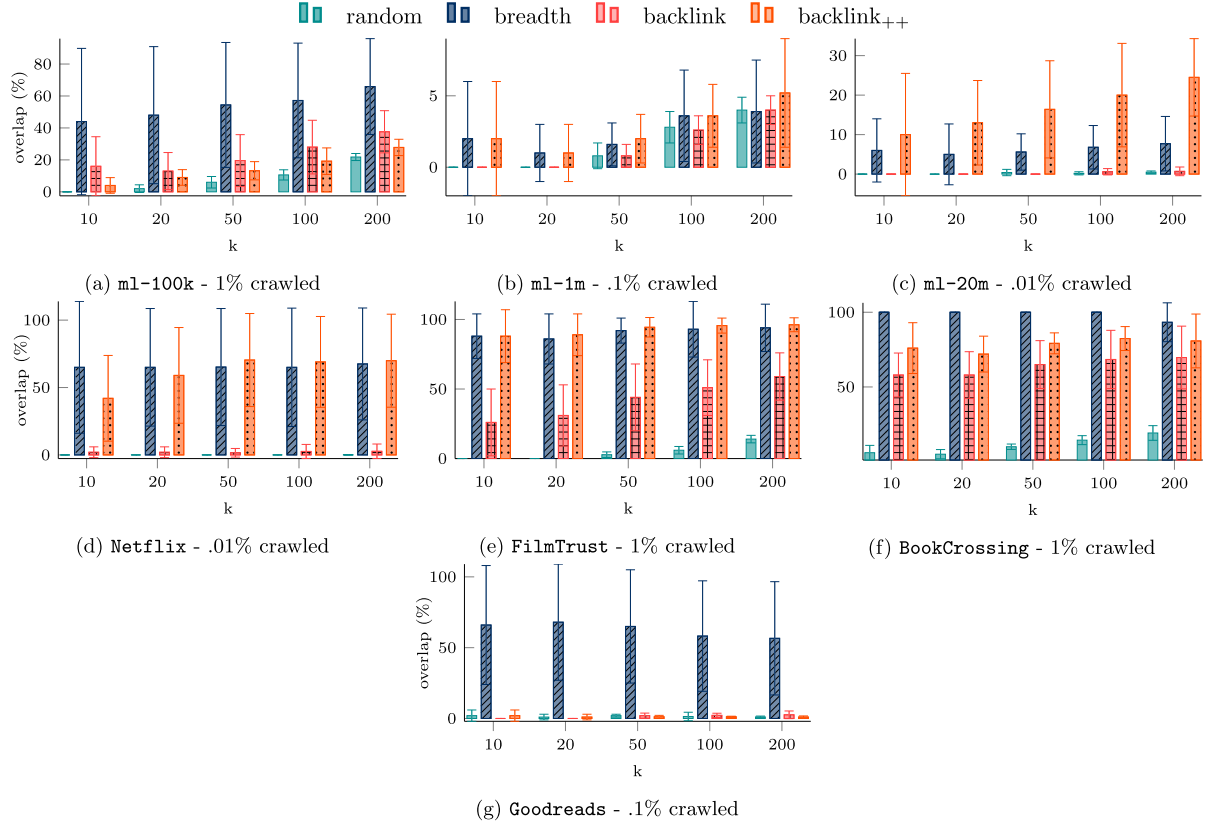 random breadth backlink backlink++
overlap (%)
80
60
40
20
0
10 20 50 100 200
k
(a) ml-100k - 1% crawled
5
0
10 20 50 100 200
k
(b) ml-1m - .1% crawled
30
20
10
0
10 20 50 100 200
k
(c) ml-20m - .01% crawled
overlap (%)
100
50
0
10 20 50 100 200
k
(d) Netflix - .01% crawled
100
50
0
10 20 50 100 200
k
(e) FilmTrust - 1% crawled
100
50
10 20 50 100 200
k
(f) BookCrossing - 1% crawled
overlap (%)
100
50
0
10 20 50 100 200
k
(g) Goodreads - .1% crawled